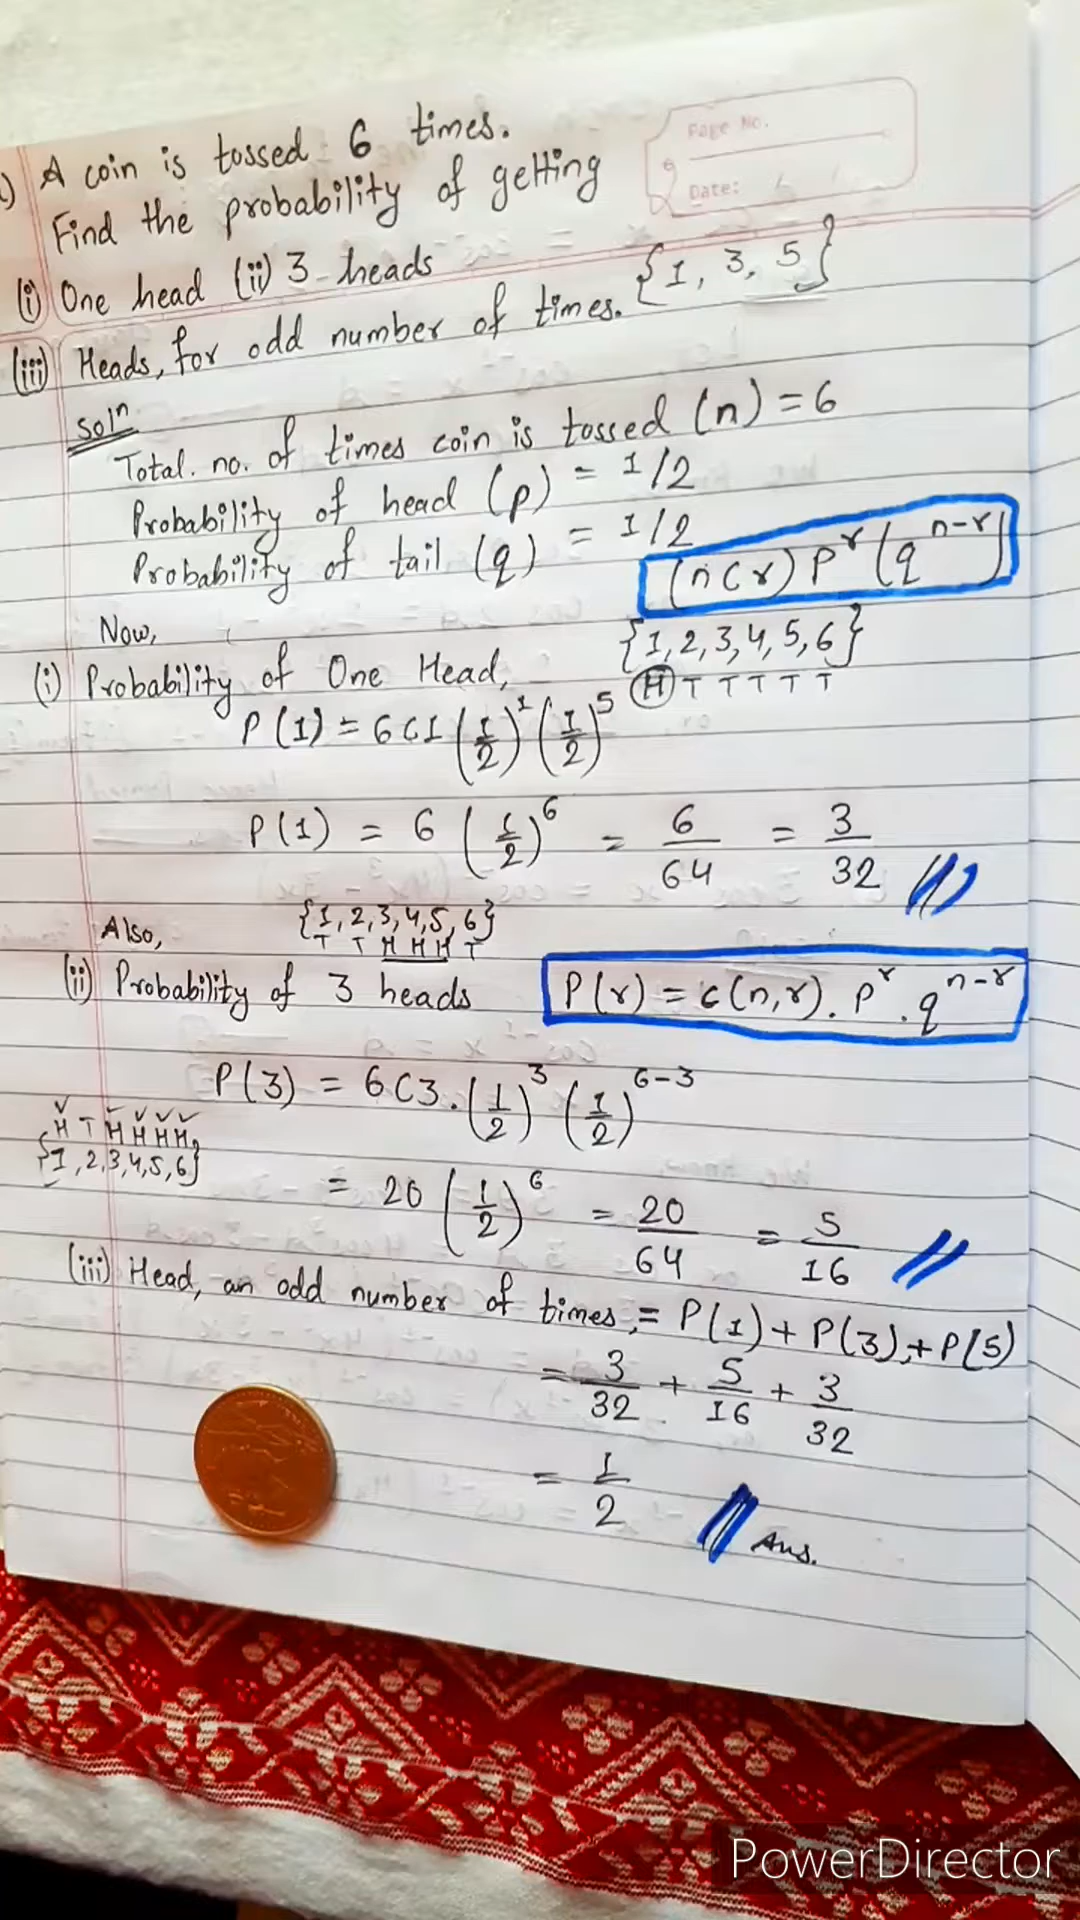 A coin is tossed 6 times.
Find the probability of getting
(i) One head (ii) 3 heads
(iii) Heads, for odd number of times. {1, 3, 5}
Page No.
Date:
Soln
Total. no. of times coin is tossed (n) = 6
Probability of head (p) = 1/2
Probability of tail (q) = 1/2
(nCr) P^r (q^n-r)
Now,
{1,2,3,4,5,6}
H T T T T T
(i) Probability of One Head,
P(1) = 6C1 (1/2)^1 (1/2)^5
P(1) = 6 (1/2)^6 = 6/64 = 3/32
Also,
{1,2,3,4,5,6}
T T H H H T
(ii) Probability of 3 heads
P(r) = c(n,r). P^r . q^n-r
P(3) = 6C3 . (1/2)^3 (1/2)^6-3
H T H H H H
{1,2,3,4,5,6}
= 20 (1/2)^6 = 20/64 = 5/16
(iii) Head, an odd number of times, = P(1) + P(3) + P(5)
= 3/32 + 5/16 + 3/32
= 1/2
Ans.
PowerDirector